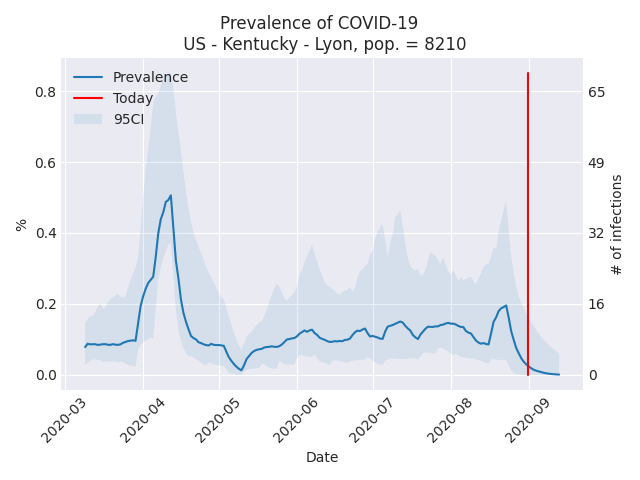 Prevalence of COVID-19
US - Kentucky - Lyon, pop. = 8210
Prevalence
Today
95CI
0.8
0.6
0.4
0.2
0.0
%
65
49
32
16
0
# of infections
2020-03
2020-04
2020-05
2020-06
2020-07
2020-08
2020-09
Date